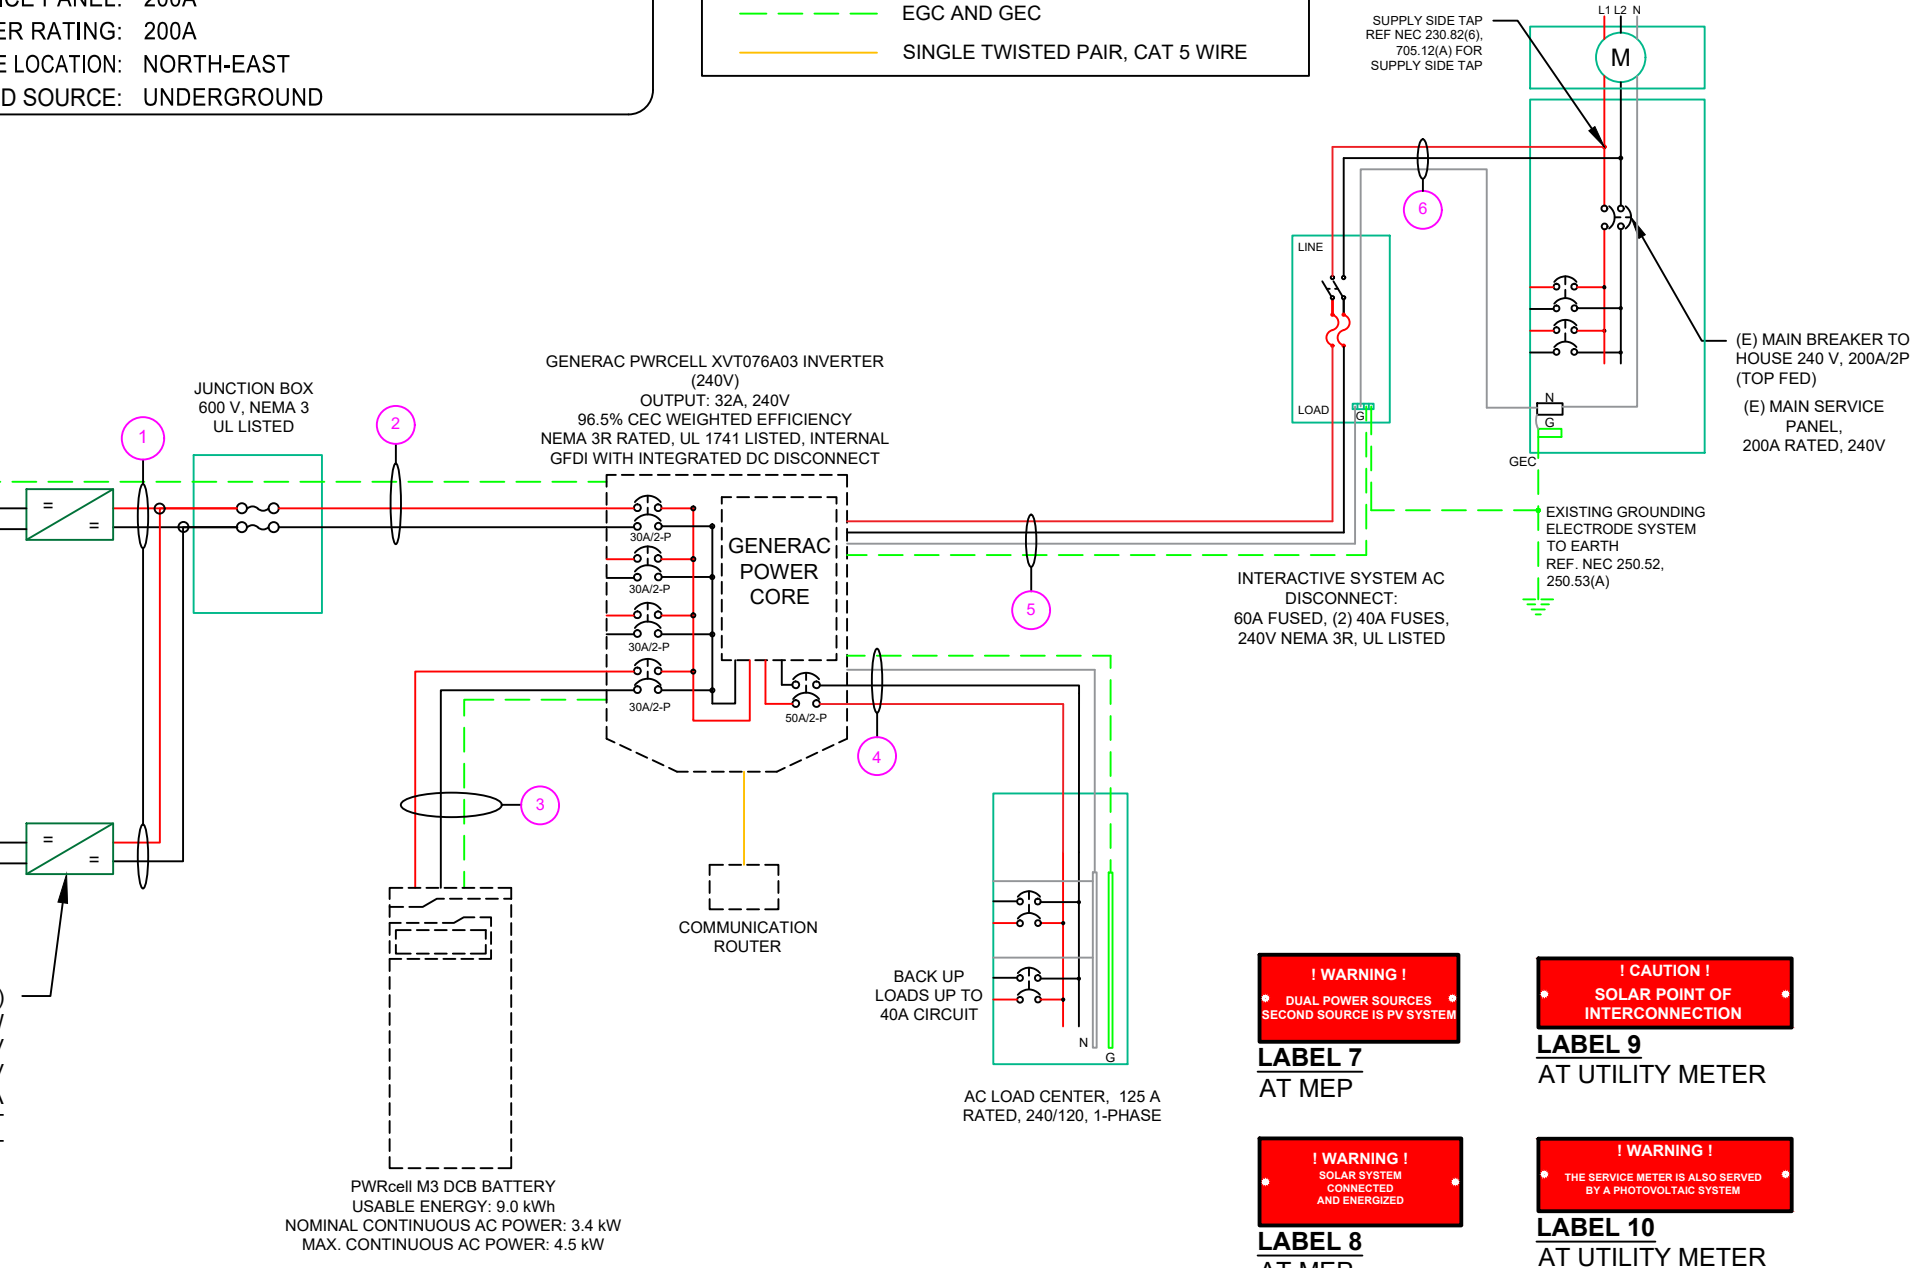 200A
ER RATING: 200A
E LOCATION: NORTH-EAST
D SOURCE: UNDERGROUND
EGC AND GEC
SINGLE TWISTED PAIR, CAT 5 WIRE
SUPPLY SIDE TAP
REF NEC 230.82(6),
705.12(A) FOR
SUPPLY SIDE TAP
L1 L2 N
M
6
LINE
LOAD
G
(E) MAIN BREAKER TO
HOUSE 240 V, 200A/2P
(TOP FED)
(E) MAIN SERVICE
PANEL,
200A RATED, 240V
N
G
GEC
EXISTING GROUNDING
ELECTRODE SYSTEM
TO EARTH
REF. NEC 250.52,
250.53(A)
INTERACTIVE SYSTEM AC
DISCONNECT:
60A FUSED, (2) 40A FUSES,
240V NEMA 3R, UL LISTED
GENERAC PWRCELL XVT076A03 INVERTER
(240V)
OUTPUT: 32A, 240V
96.5% CEC WEIGHTED EFFICIENCY
NEMA 3R RATED, UL 1741 LISTED, INTERNAL
GFDI WITH INTEGRATED DC DISCONNECT
JUNCTION BOX
600 V, NEMA 3
UL LISTED
1
2
=
=
30A/2-P
30A/2-P
30A/2-P
30A/2-P
GENERAC
POWER
CORE
50A/2-P
5
4
3
=
=
COMMUNICATION
ROUTER
BACK UP
LOADS UP TO
40A CIRCUIT
N
G
AC LOAD CENTER, 125 A
RATED, 240/120, 1-PHASE
PWRcell M3 DCB BATTERY
USABLE ENERGY: 9.0 kWh
NOMINAL CONTINUOUS AC POWER: 3.4 kW
MAX. CONTINUOUS AC POWER: 4.5 kW
! WARNING !
DUAL POWER SOURCES
SECOND SOURCE IS PV SYSTEM
LABEL 7
AT MEP
! CAUTION !
SOLAR POINT OF
INTERCONNECTION
LABEL 9
AT UTILITY METER
! WARNING !
SOLAR SYSTEM
CONNECTED
AND ENERGIZED
LABEL 8
AT MEP
! WARNING !
THE SERVICE METER IS ALSO SERVED
BY A PHOTOVOLTAIC SYSTEM
LABEL 10
AT UTILITY METER